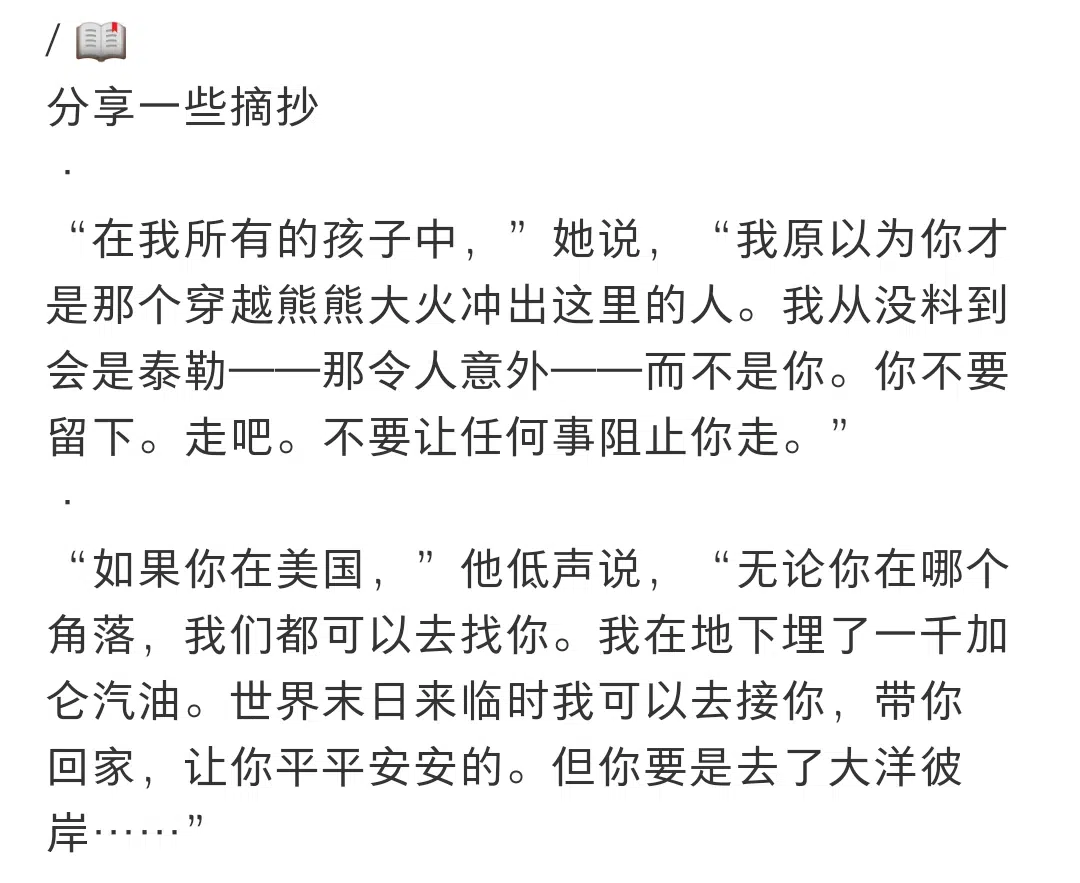 / 📖
分享一些摘抄
.
“在我所有的孩子中，”她说，“我原以为你才
是那个穿越熊熊大火冲出这里的人。我从没料到
会是泰勒——那令人意外——而不是你。你不要
留下。走吧。不要让任何事阻止你走。”
.
“如果你在美国，”他低声说，“无论你在哪个
角落，我们都可以去找你。我在地下埋了一千加
仑汽油。世界末日来临时我可以去接你，带你
回家，让你平平安安的。但你要是去了大洋彼
岸……”